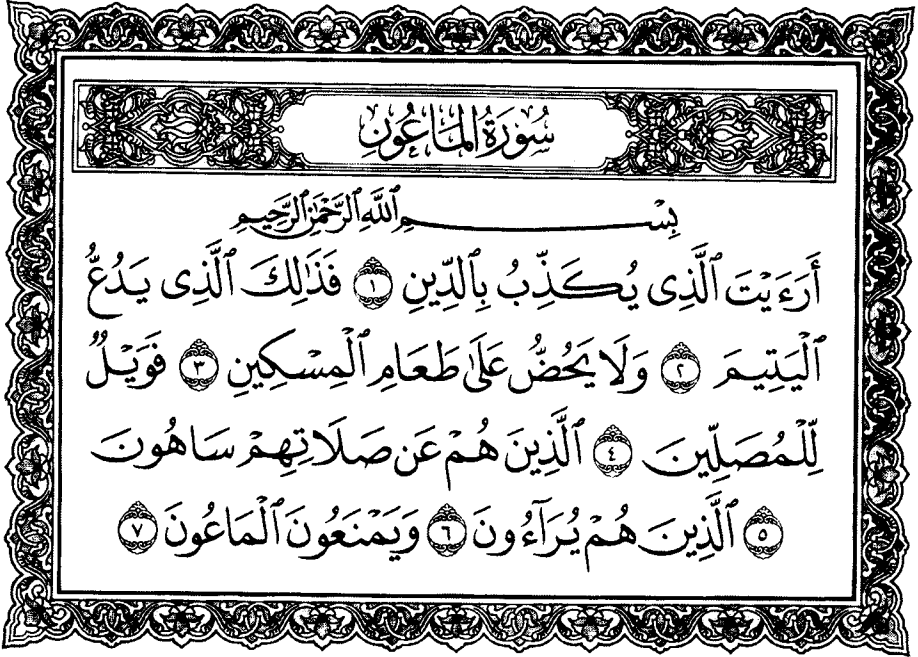 سُورَةُ المَاعُونِ
بِسْمِ ٱللَّهِ ٱلرَّحْمَٰنِ ٱلرَّحِيمِ
أَرَءَيْتَ ٱلَّذِى يُكَذِّبُ بِٱلدِّينِ ١ فَذَٰلِكَ ٱلَّذِى يَدُعُّ
ٱلْيَتِيمَ ٢ وَلَا يَحُضُّ عَلَىٰ طَعَامِ ٱلْمِسْكِينِ ٣ فَوَيْلٌ
لِّلْمُصَلِّينَ ٤ ٱلَّذِينَ هُمْ عَن صَلَاتِهِمْ سَاهُونَ
٥ ٱلَّذِينَ هُمْ يُرَآءُونَ ٦ وَيَمْنَعُونَ ٱلْمَاعُونَ ٧